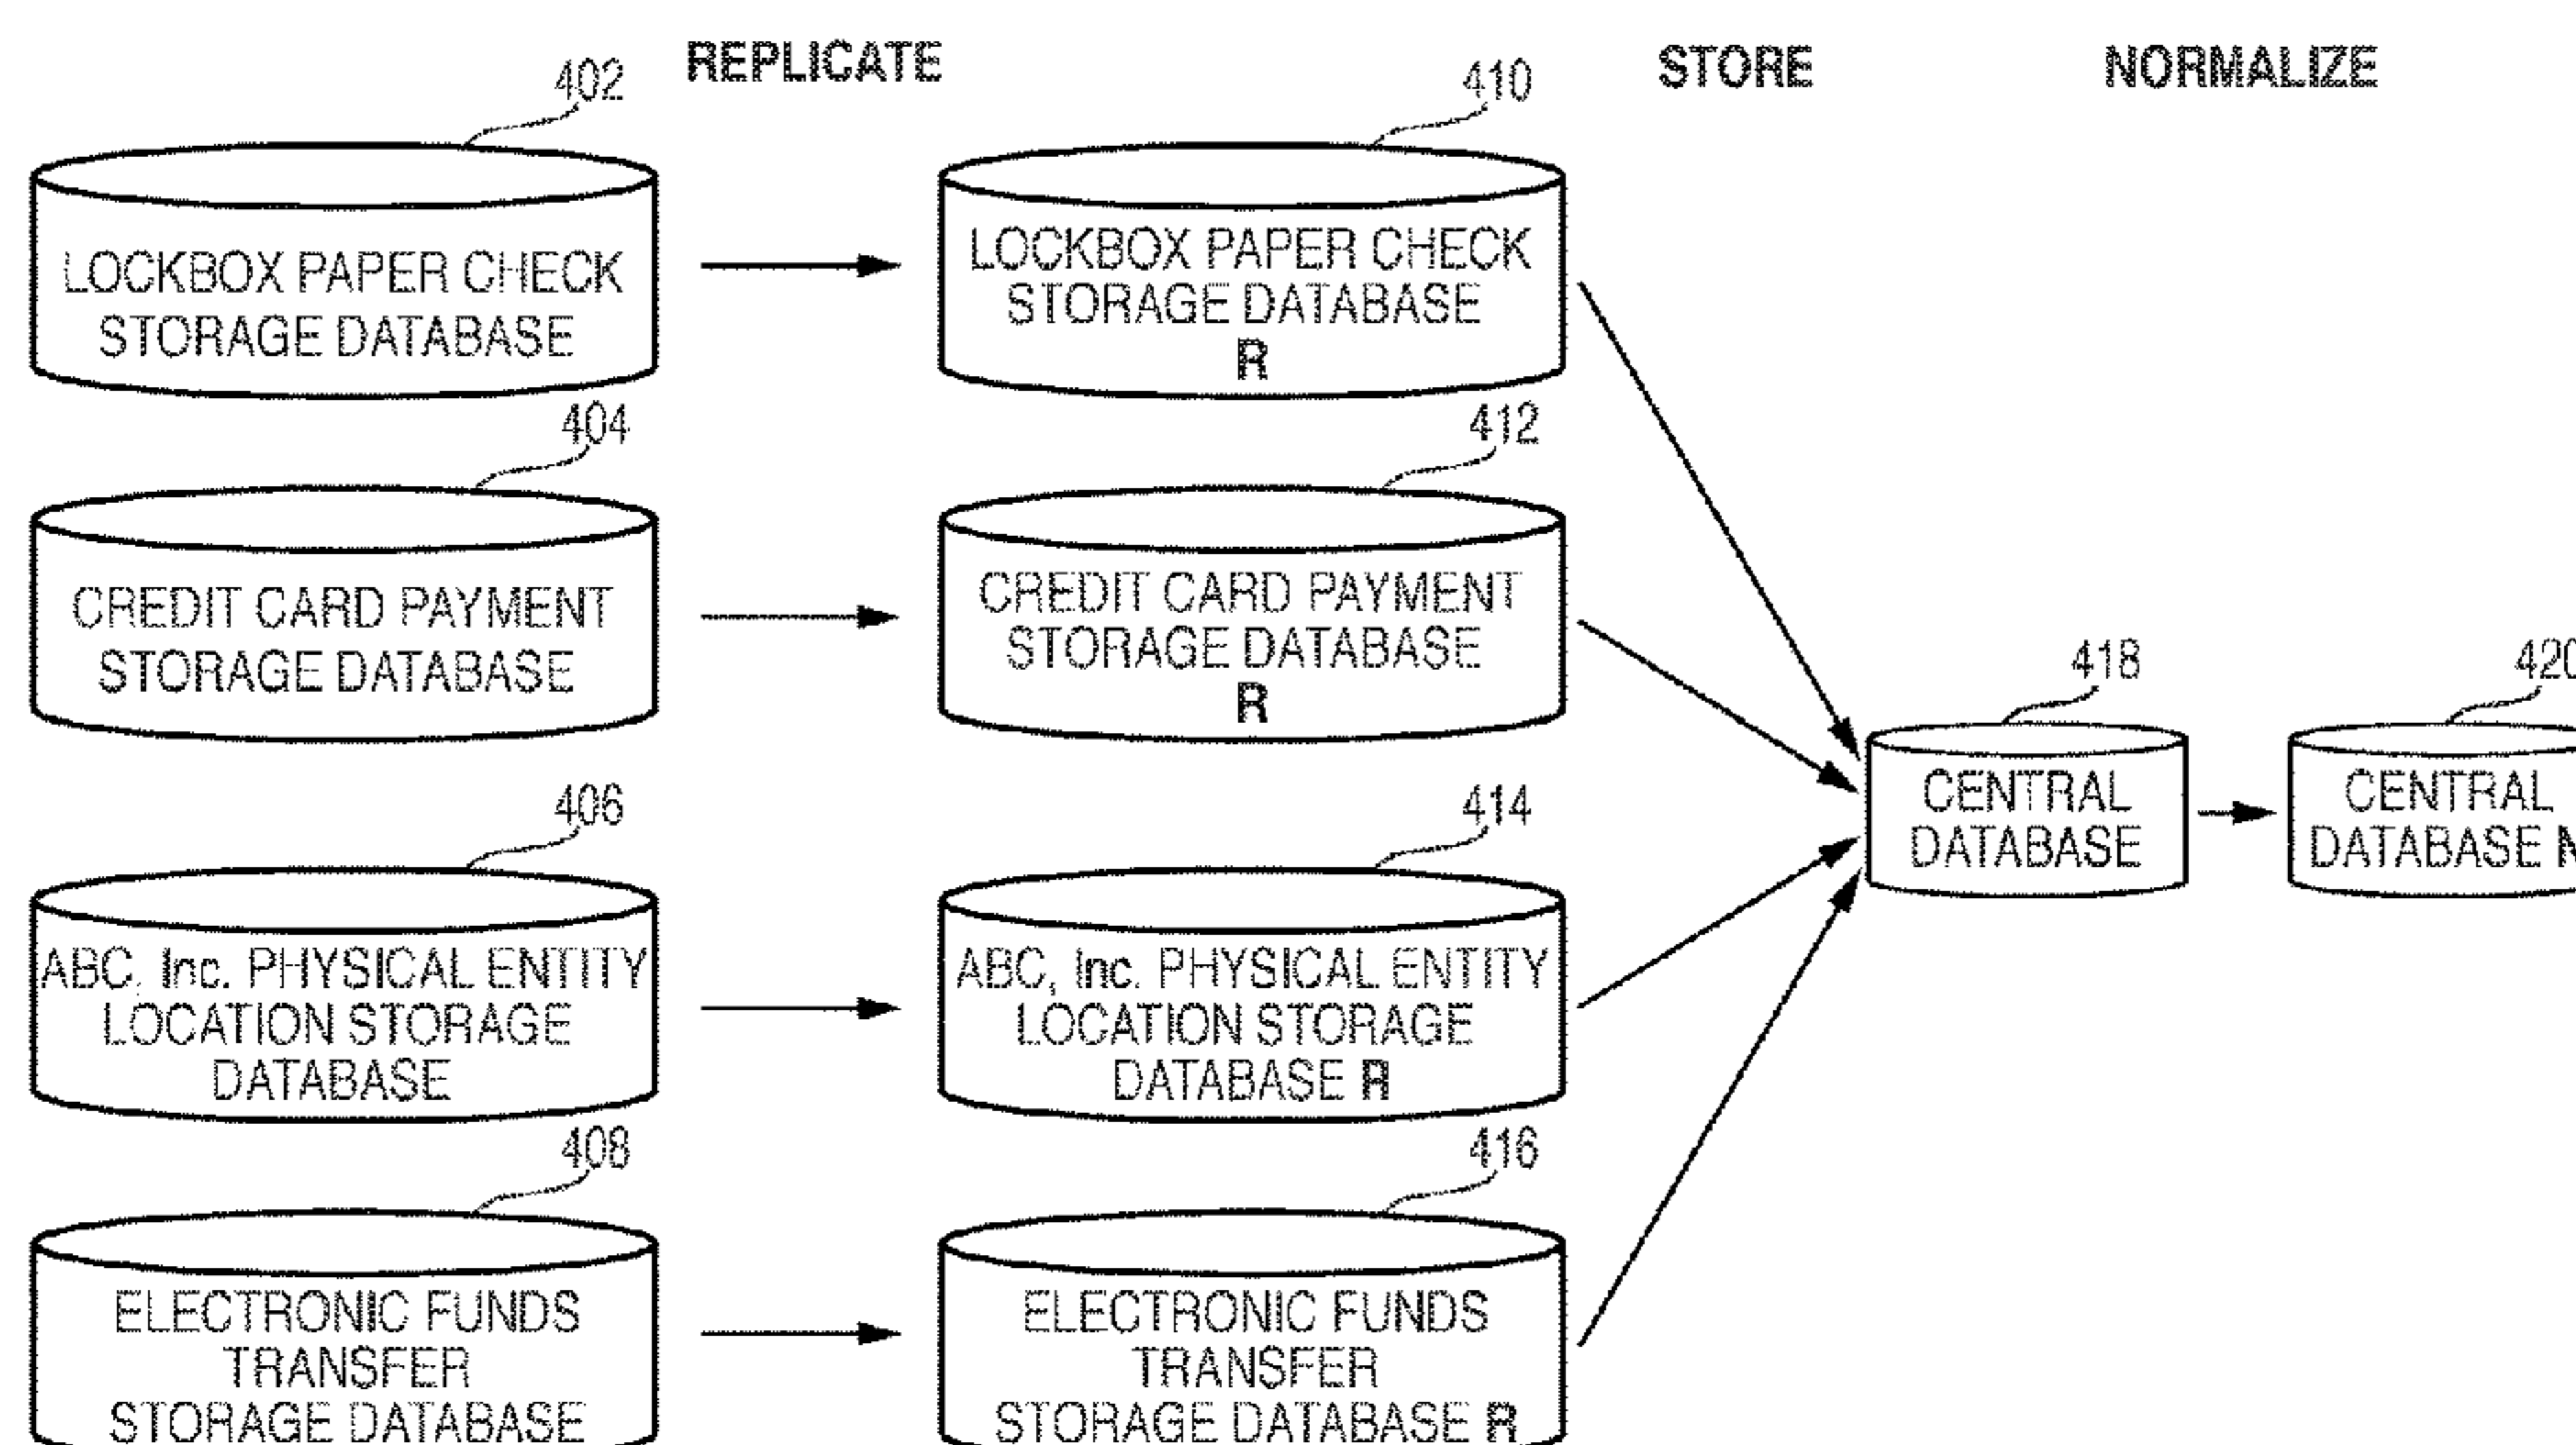 REPLICATE
STORE
NORMALIZE
402
410
LOCKBOX PAPER CHECK
STORAGE DATABASE
LOCKBOX PAPER CHECK
STORAGE DATABASE
R
404
412
CREDIT CARD PAYMENT
STORAGE DATABASE
CREDIT CARD PAYMENT
STORAGE DATABASE
R
418
420
CENTRAL
DATABASE
CENTRAL
DATABASE N
406
414
ABC, Inc. PHYSICAL ENTITY
LOCATION STORAGE
DATABASE
ABC, Inc. PHYSICAL ENTITY
LOCATION STORAGE
DATABASE R
408
416
ELECTRONIC FUNDS
TRANSFER
STORAGE DATABASE
ELECTRONIC FUNDS
TRANSFER
STORAGE DATABASE R